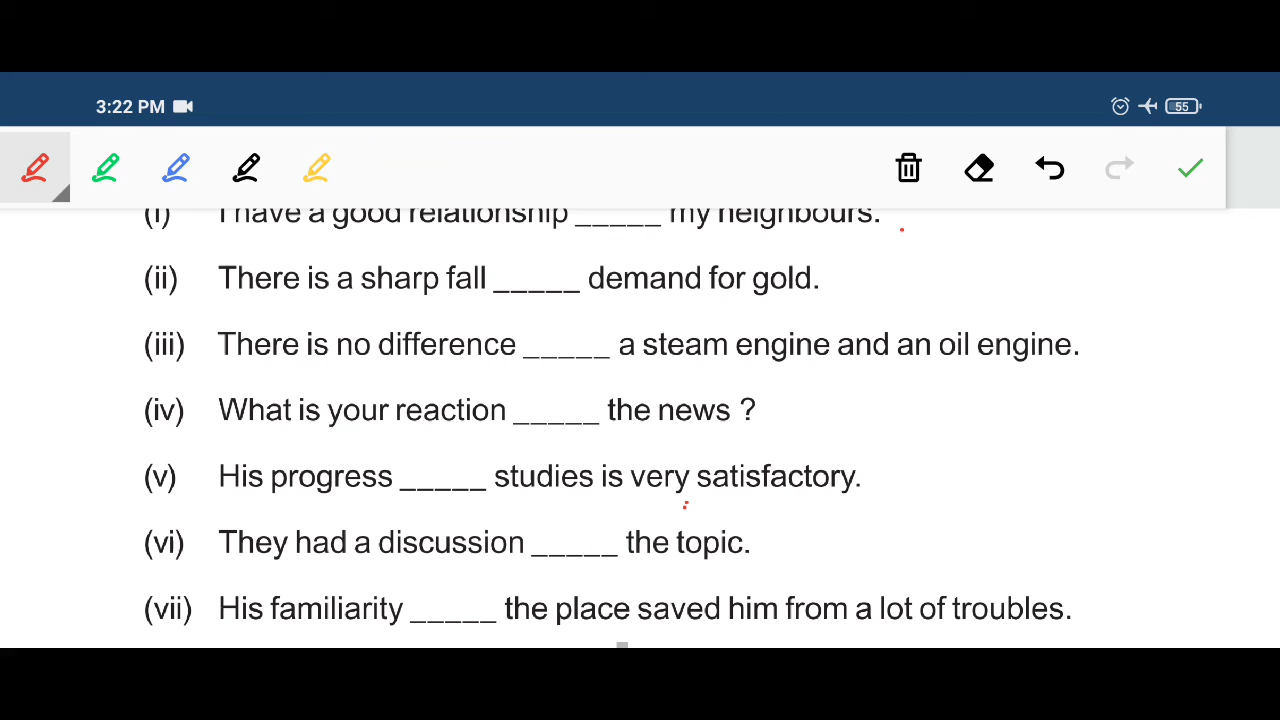 3:22 PM
55
(i) I have a good relationship _____ my neighbours.
(ii) There is a sharp fall _____ demand for gold.
(iii) There is no difference _____ a steam engine and an oil engine.
(iv) What is your reaction _____ the news ?
(v) His progress _____ studies is very satisfactory.
(vi) They had a discussion _____ the topic.
(vii) His familiarity _____ the place saved him from a lot of troubles.